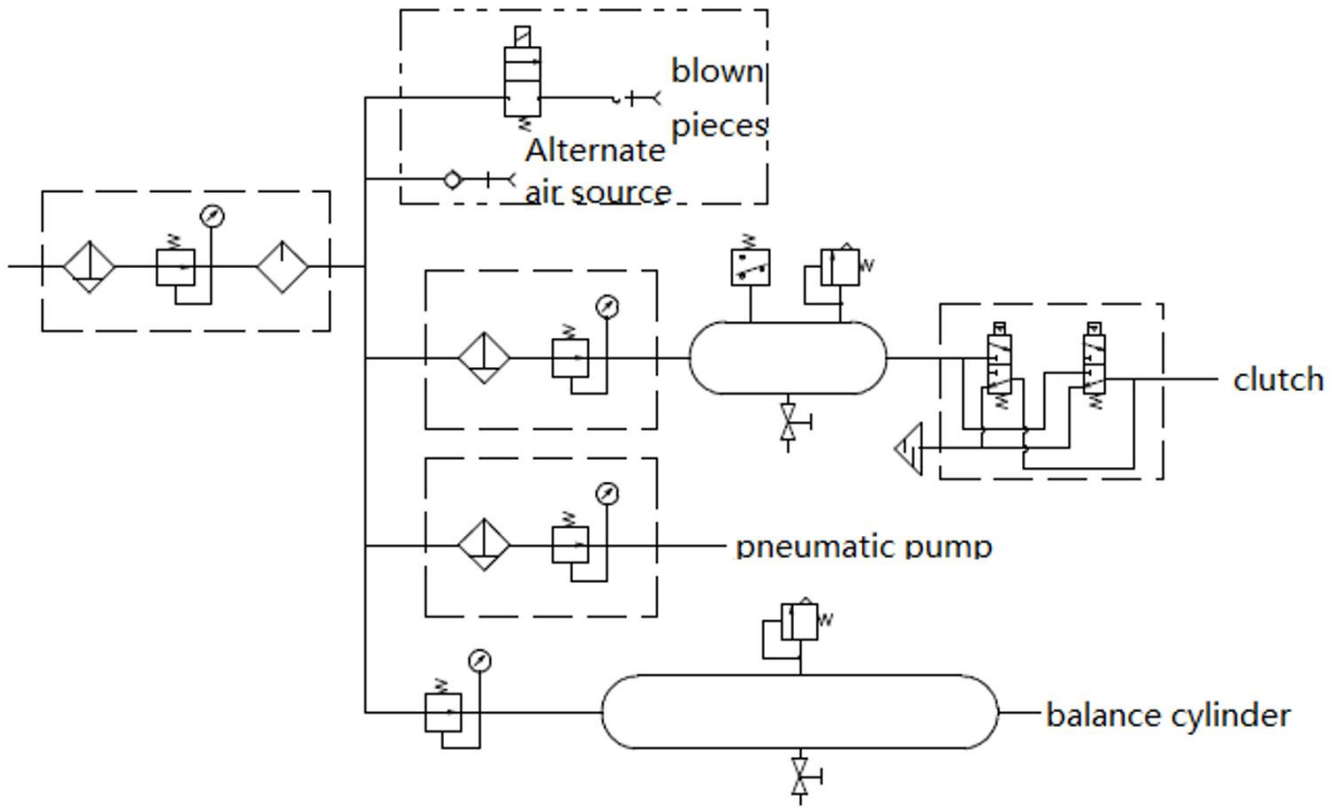 blown
pieces
Alternate
air source
clutch
pneumatic pump
balance cylinder